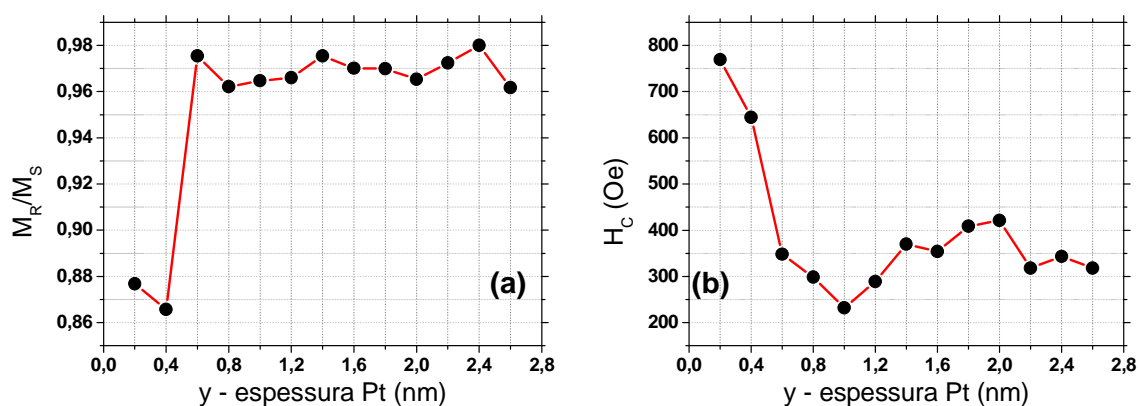 0,98
0,96
0,94
0,92
0,90
0,88
0,86
M_R/M_S
(a)
0,0 0,4 0,8 1,2 1,6 2,0 2,4 2,8
y - espessura Pt (nm)
800
700
600
500
400
300
200
H_C (Oe)
(b)
0,0 0,4 0,8 1,2 1,6 2,0 2,4 2,8
y - espessura Pt (nm)